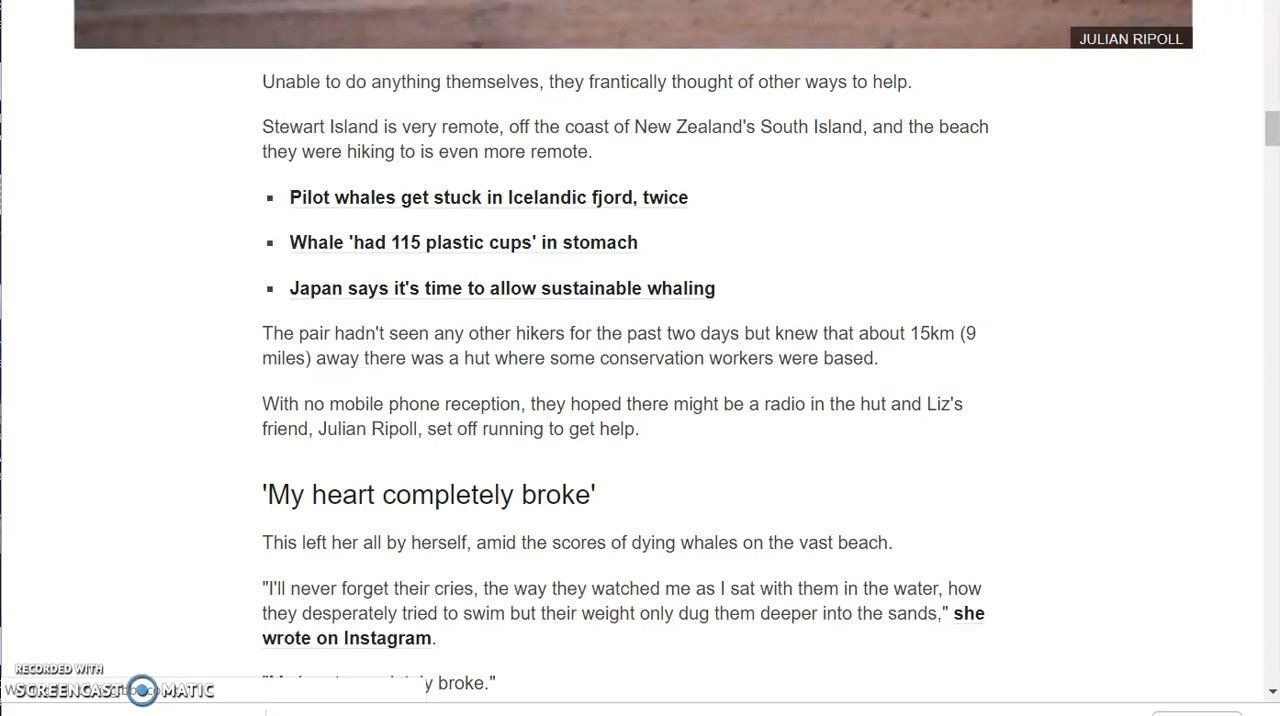 JULIAN RIPOLL
Unable to do anything themselves, they frantically thought of other ways to help.
Stewart Island is very remote, off the coast of New Zealand's South Island, and the beach
they were hiking to is even more remote.
▪ Pilot whales get stuck in Icelandic fjord, twice
▪ Whale 'had 115 plastic cups' in stomach
▪ Japan says it's time to allow sustainable whaling
The pair hadn't seen any other hikers for the past two days but knew that about 15km (9
miles) away there was a hut where some conservation workers were based.
With no mobile phone reception, they hoped there might be a radio in the hut and Liz's
friend, Julian Ripoll, set off running to get help.
'My heart completely broke'
This left her all by herself, amid the scores of dying whales on the vast beach.
"I'll never forget their cries, the way they watched me as I sat with them in the water, how
they desperately tried to swim but their weight only dug them deeper into the sands," she
wrote on Instagram.
broke."
RECORDED WITH
SCREENCAST MATIC